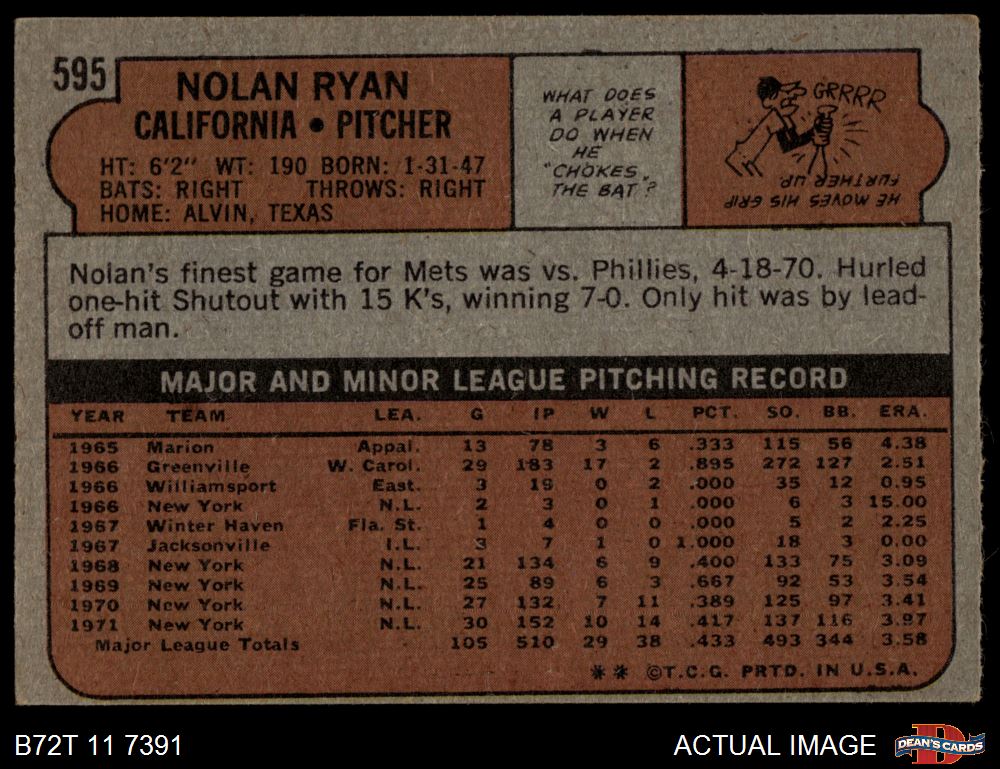 595
NOLAN RYAN
CALIFORNIA • PITCHER
HT: 6'2" WT: 190 BORN: 1-31-47
BATS: RIGHT THROWS: RIGHT
HOME: ALVIN, TEXAS
WHAT DOES
A PLAYER
DO WHEN
HE
"CHOKES"
THE BAT?
GRRRR
HE MOVES HIS GRIP
FURTHER UP
Nolan's finest game for Mets was vs. Phillies, 4-18-70. Hurled
one-hit Shutout with 15 K's, winning 7-0. Only hit was by lead-
off man.
MAJOR AND MINOR LEAGUE PITCHING RECORD
YEAR TEAM LEA. G IP W L PCT. SO. BB. ERA.
1965 Marion Appal. 13 78 3 6 .333 115 56 4.38
1966 Greenville W. Carol. 29 183 17 2 .895 272 127 2.51
1966 Williamsport East. 3 19 0 2 .000 35 12 0.95
1966 New York N.L. 2 3 0 1 .000 6 3 15.00
1967 Winter Haven Fla. St. 1 4 0 0 .000 5 2 2.25
1967 Jacksonville I.L. 3 7 1 0 1.000 18 3 0.00
1968 New York N.L. 21 134 6 9 .400 133 75 3.09
1969 New York N.L. 25 89 6 3 .667 92 53 3.54
1970 New York N.L. 27 132 7 11 .389 125 97 3.41
1971 New York N.L. 30 152 10 14 .417 137 116 3.97
Major League Totals 105 510 29 38 .433 493 344 3.58
** ©T.C.G. PRTD. IN U.S.A.
B72T 11 7391
ACTUAL IMAGE
DEAN'S CARDS